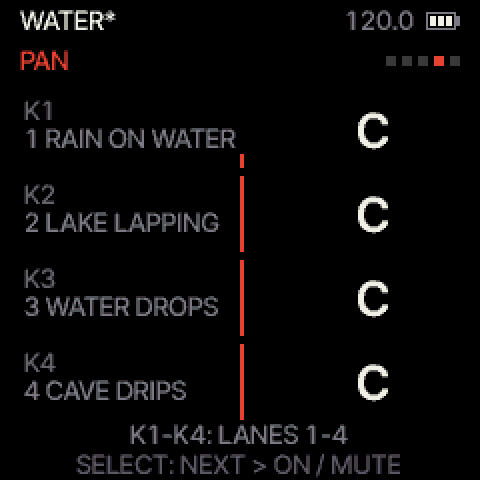 WATER* 120.0
PAN
K1
1 RAIN ON WATER C
K2
2 LAKE LAPPING C
K3
3 WATER DROPS C
K4
4 CAVE DRIPS C
K1-K4: LANES 1-4
SELECT: NEXT > ON / MUTE